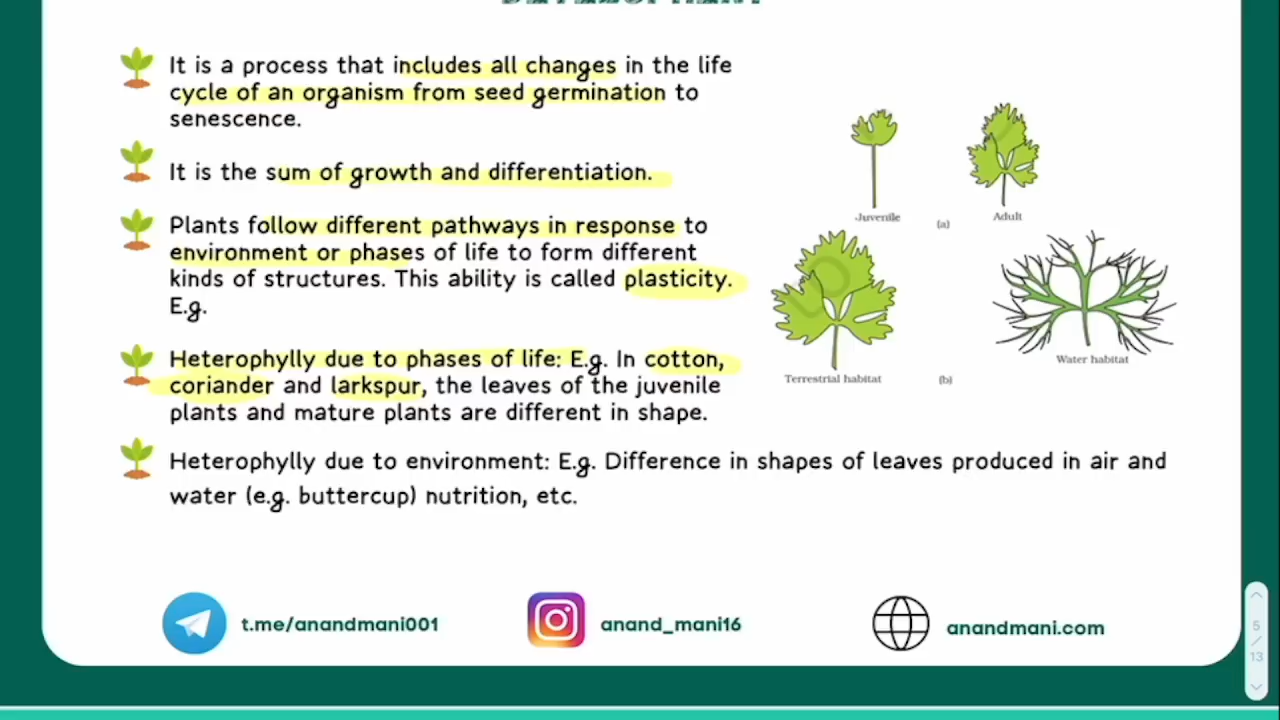 DEVELOPMENT
It is a process that includes all changes in the life
cycle of an organism from seed germination to
senescence.
It is the sum of growth and differentiation.
Plants follow different pathways in response to
environment or phases of life to form different
kinds of structures. This ability is called plasticity.
E.g.
Heterophylly due to phases of life: E.g. In cotton,
coriander and larkspur, the leaves of the juvenile
plants and mature plants are different in shape.
Heterophylly due to environment: E.g. Difference in shapes of leaves produced in air and
water (e.g. buttercup) nutrition, etc.
Juvenile
(a)
Adult
Terrestrial habitat
(b)
Water habitat
t.me/anandmani001
anand_mani16
anandmani.com
5
/
13